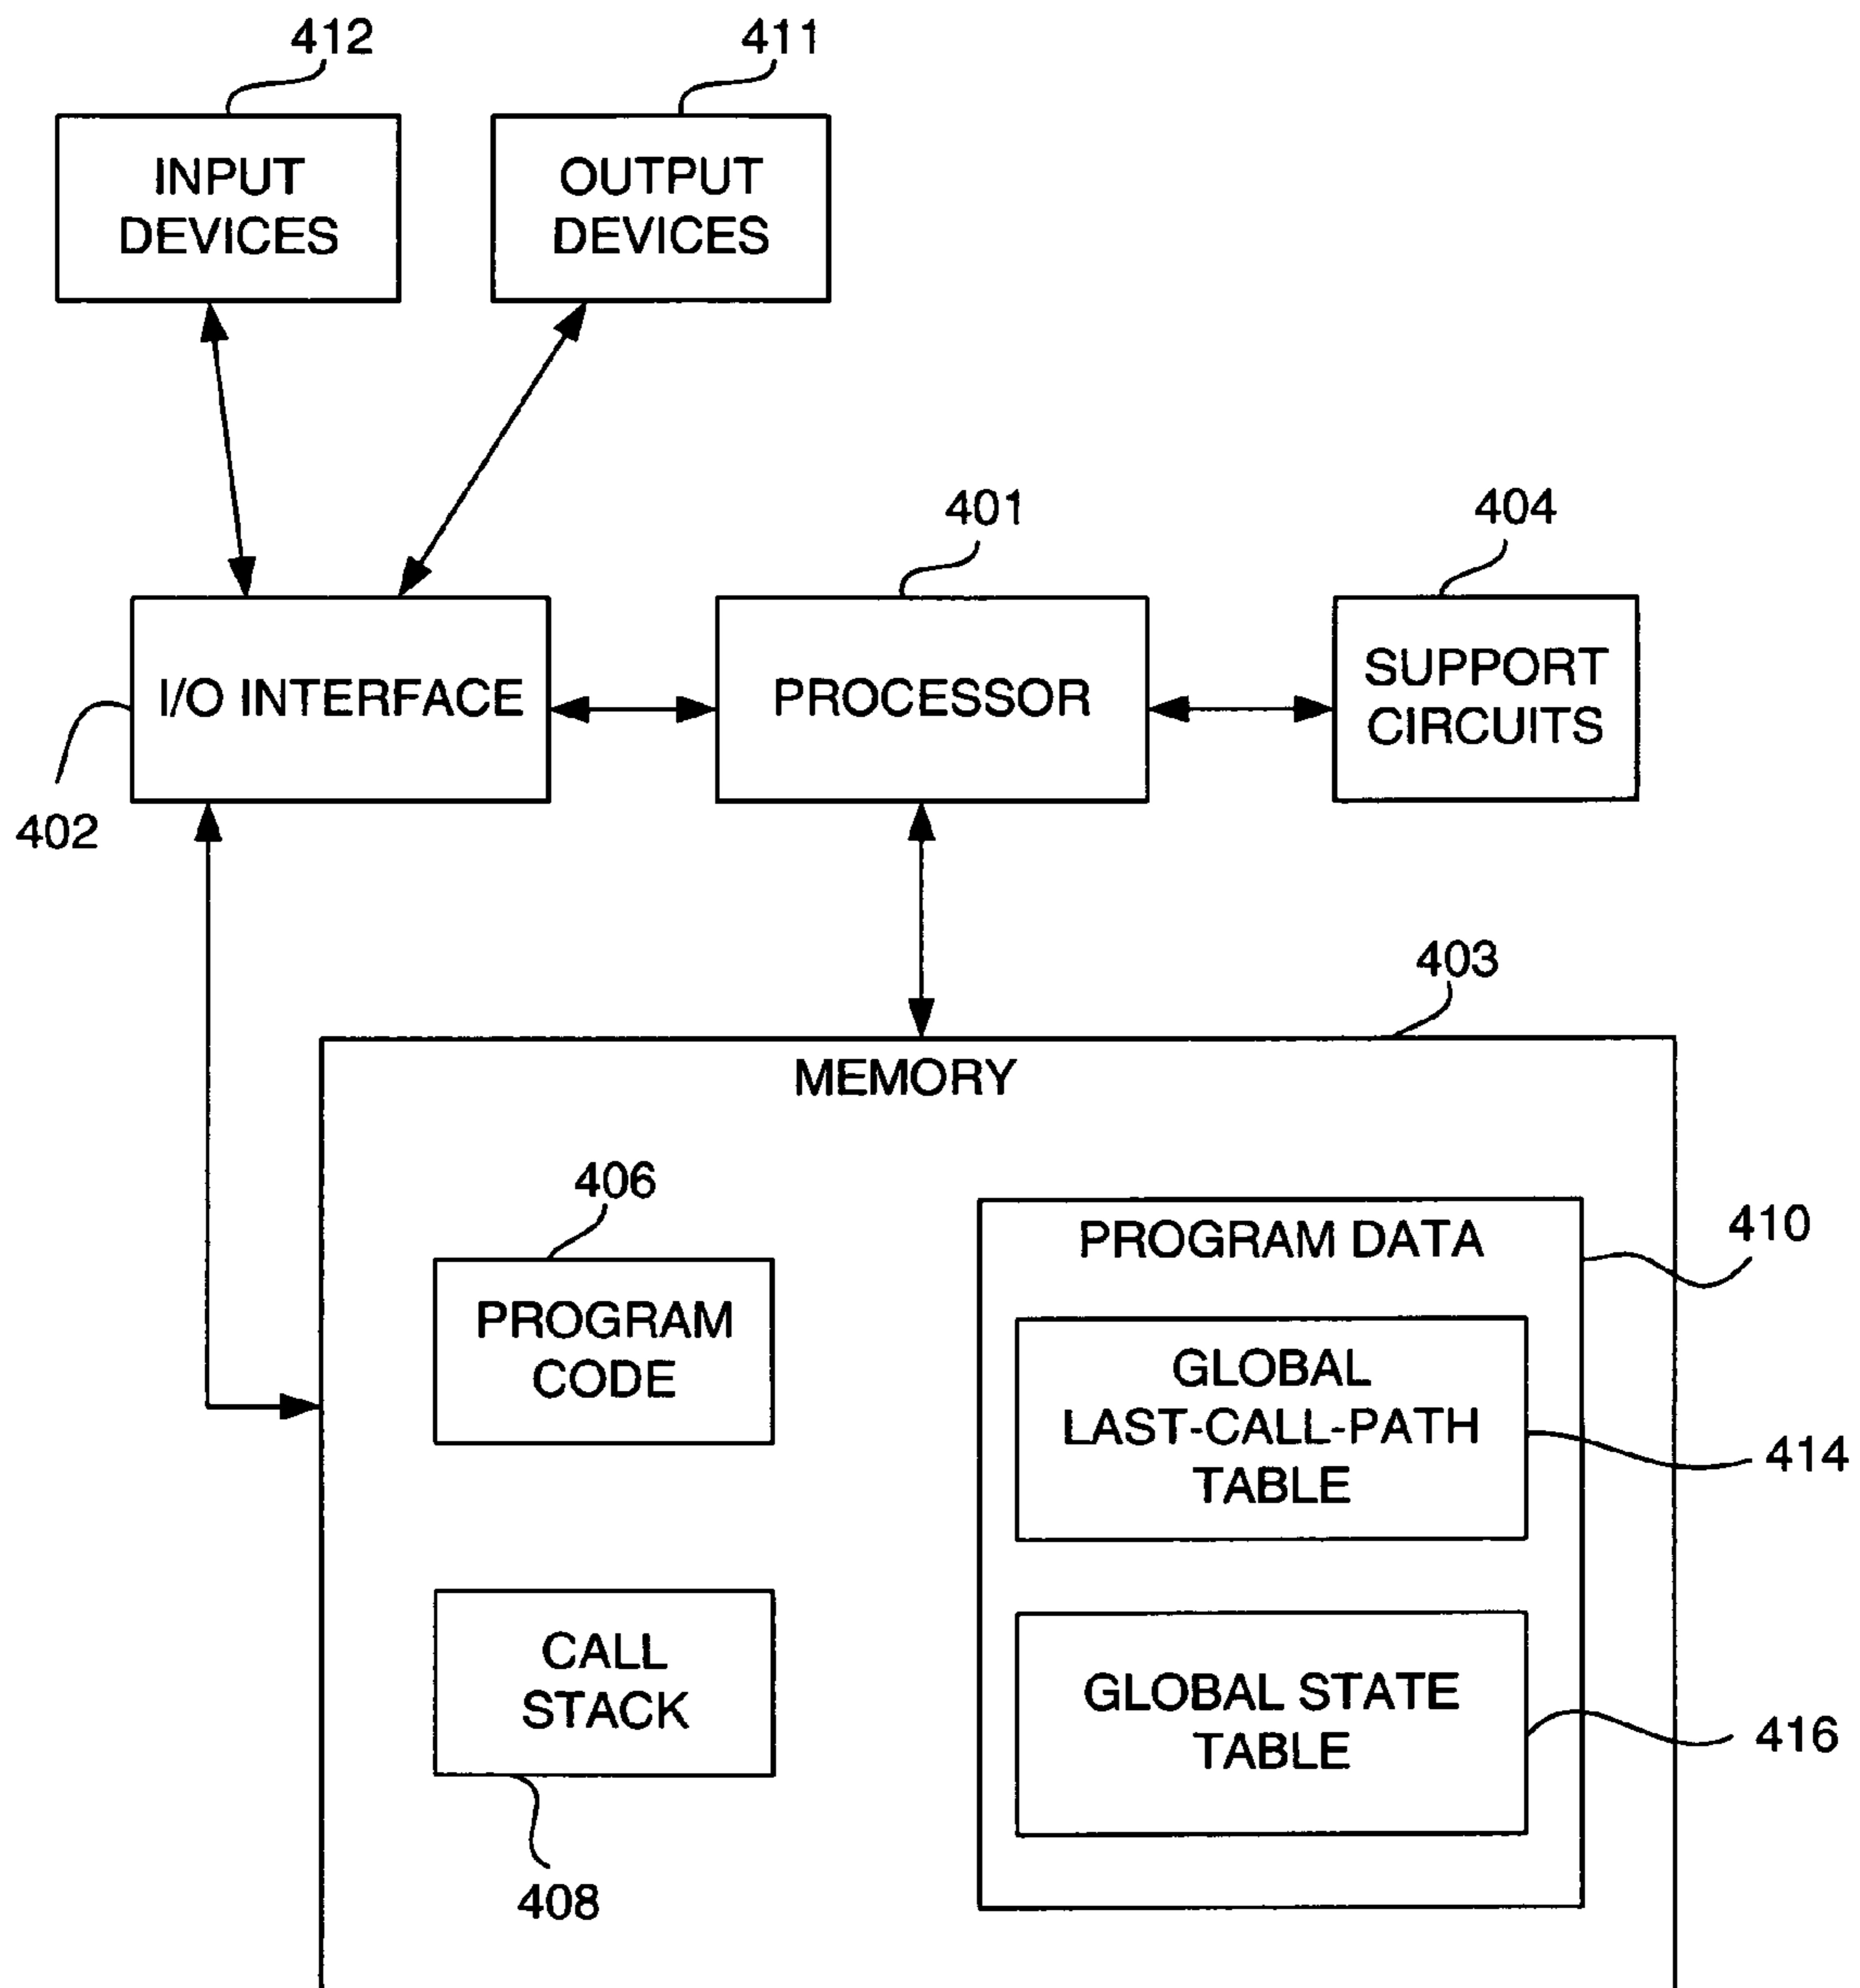 412
411
INPUT
DEVICES
OUTPUT
DEVICES
401
404
I/O INTERFACE
PROCESSOR
SUPPORT
CIRCUITS
402
403
MEMORY
406
410
PROGRAM
CODE
PROGRAM DATA
GLOBAL
LAST-CALL-PATH
TABLE
414
CALL
STACK
GLOBAL STATE
TABLE
416
408